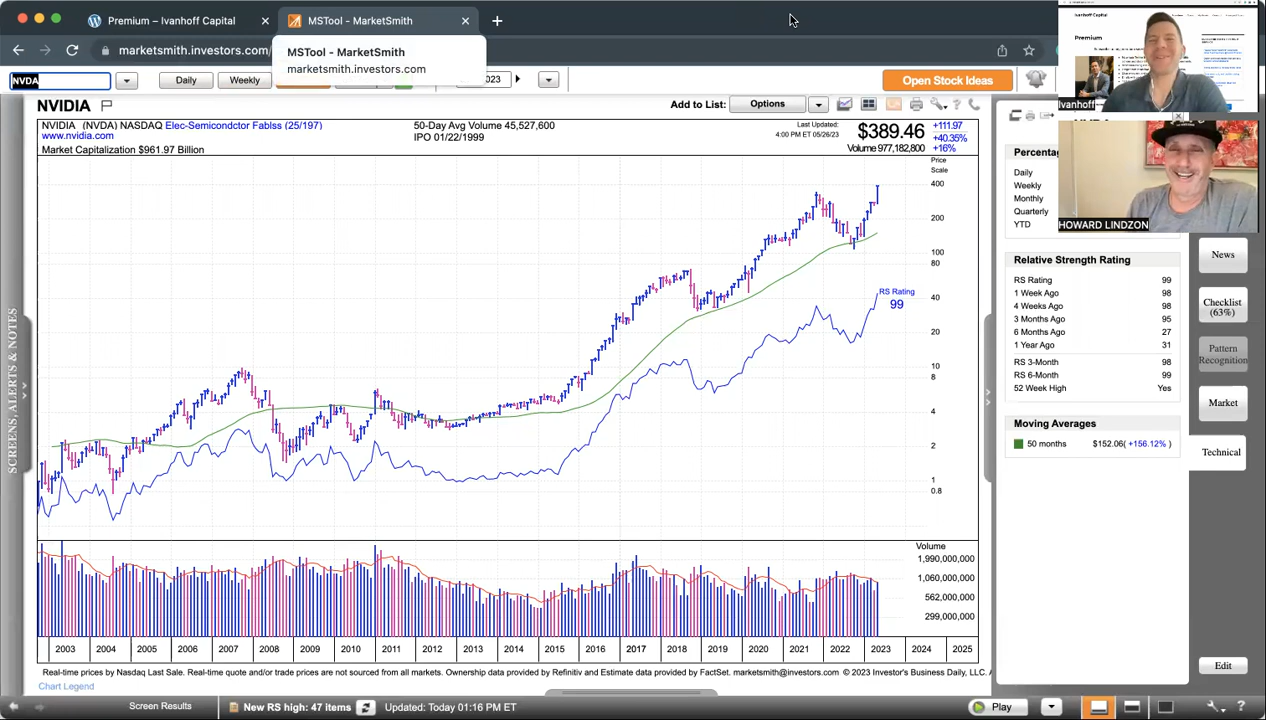 Premium – Ivanhoff Capital
MSTool - MarketSmith
marketsmith.investors.com/
MSTool - MarketSmith
marketsmithinvestors.com
NVDA
Daily
Weekly
2023
Open Stock Ideas
NVIDIA
Add to List:
Options
NVIDIA (NVDA) NASDAQ Elec-Semicondctor Fablss (25/197)
www.nvidia.com
Market Capitalization $961.97 Billion
50-Day Avg Volume 45,527,600
IPO 01/22/1999
Last Updated:
4:00 PM ET 05/26/23
$389.46
Volume 977,182,800
+111.97
+40.35%
+16%
Price
Scale
400
200
100
80
40
20
10
8
4
2
1
0.8
RS Rating
99
Volume
1,990,000,000
1,060,000,000
562,000,000
299,000,000
2003 2004 2005 2006 2007 2008 2009 2010 2011 2012 2013 2014 2015 2016 2017 2018 2019 2020 2021 2022 2023 2024 2025
Real-time prices by Nasdaq Last Sale. Real-time quote and/or trade prices are not sourced from all markets. Ownership data provided by Refinitiv and Estimate data provided by FactSet. marketsmith@investors.com © 2023 Investor's Business Daily, LLC. A
Chart Legend
SCREENS, ALERTS & NOTES
Percenta
Daily
Weekly
Monthly
Quarterly
YTD
Relative Strength Rating
RS Rating 99
1 Week Ago 98
4 Weeks Ago 98
3 Months Ago 95
6 Months Ago 27
1 Year Ago 31
RS 3-Month 98
RS 6-Month 99
52 Week High Yes
Moving Averages
50 months $152.06( +156.12% )
News
Checklist
(63%)
Pattern
Recognition
Market
Technical
Edit
Ivanhoff Capital
Premium
Ivanhoff
HOWARD LINDZON
Screen Results
New RS high: 47 items
Updated: Today 01:16 PM ET
Play